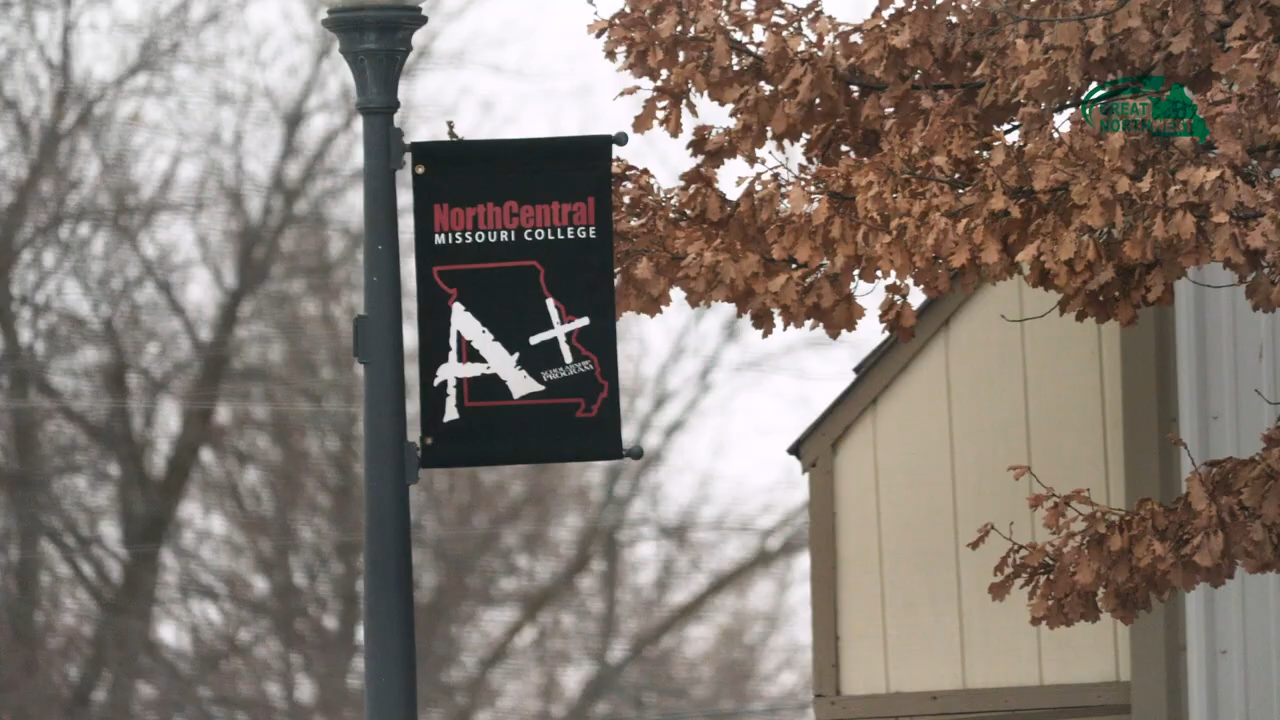 NorthCentral
MISSOURI COLLEGE
A+
SCHOLARSHIP
PROGRAM
GREAT
NORTHWEST